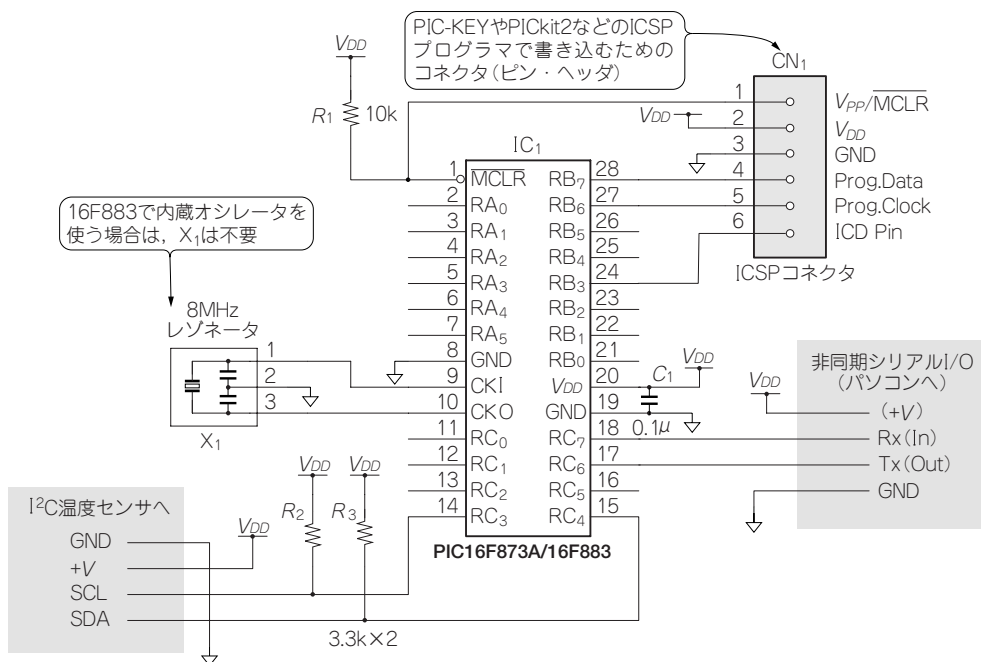 PIC-KEYやPICkit2などのICSP
プログラマで書き込むための
コネクタ(ピン・ヘッダ)
VDD
R1 10k
CN1
1 VPP/MCLR
VDD 2 VDD
3 GND
4 Prog.Data
5 Prog.Clock
6 ICD Pin
ICSPコネクタ
16F883で内蔵オシレータを
使う場合は，X1は不要
8MHz
レゾネータ
1
2
3
X1
IC1
1 MCLR RB7 28
2 RA0 RB6 27
3 RA1 RB5 26
4 RA2 RB4 25
5 RA3 RB3 24
6 RA4 RB2 23
7 RA5 RB1 22
8 GND RB0 21
9 CKI VDD 20
10 CKO GND 19
11 RC0 RC7 18
12 RC1 RC6 17
13 RC2 RC5 16
14 RC3 RC4 15
PIC16F873A/16F883
VDD
C1
0.1μ
非同期シリアルI/O
(パソコンへ)
VDD
(+V)
Rx(In)
Tx(Out)
GND
I²C温度センサへ
GND
+V
SCL
SDA
VDD
VDD VDD
R2 R3
3.3k×2